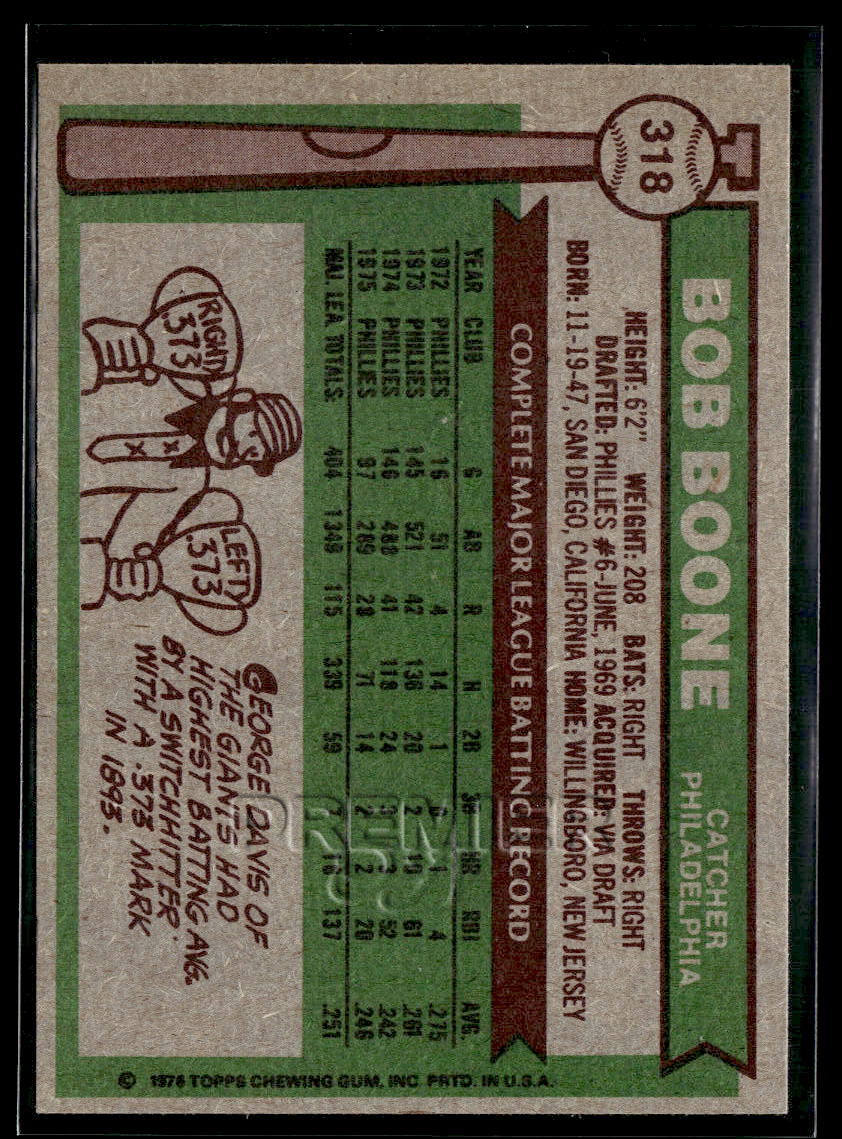 318
BOB BOONE
CATCHER
PHILADELPHIA
HEIGHT: 6'2" WEIGHT: 208 BATS: RIGHT THROWS: RIGHT
DRAFTED: PHILLIES #6-JUNE, 1969 ACQUIRED: VIA DRAFT
BORN: 11-19-47, SAN DIEGO, CALIFORNIA HOME: WILLINGBORO, NEW JERSEY
COMPLETE MAJOR LEAGUE BATTING RECORD
YEAR CLUB G AB R H 2B 3B HR RBI AVG.
1972 PHILLIES 16 51 4 14 1 0 1 4 .275
1973 PHILLIES 145 521 42 136 20 2 10 61 .261
1974 PHILLIES 146 488 41 118 24 3 3 52 .242
1975 PHILLIES 97 289 28 71 14 2 2 20 .246
MAJ. LEA. TOTALS: 404 1349 115 339 59 16 137 .251
RIGHT
.373
LEFTY
.373
GEORGE DAVIS OF
THE GIANTS HAD
HIGHEST BATTING AVG.
BY A SWITCHHITTER
WITH A .373 MARK
IN 1893.
© 1976 TOPPS CHEWING GUM, INC. PRTD. IN U.S.A.
PREMIER